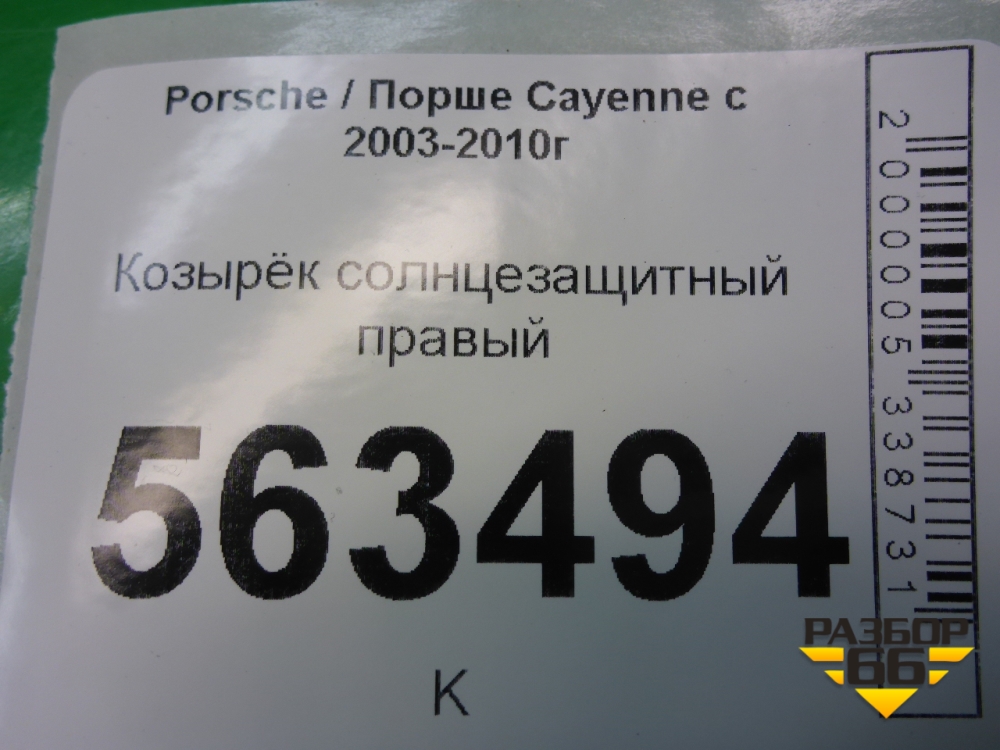 Porsche / Порше Cayenne с
2003-2010г
Козырёк солнцезащитный
правый
563494
К
2000005338731
РАЗБОР
66